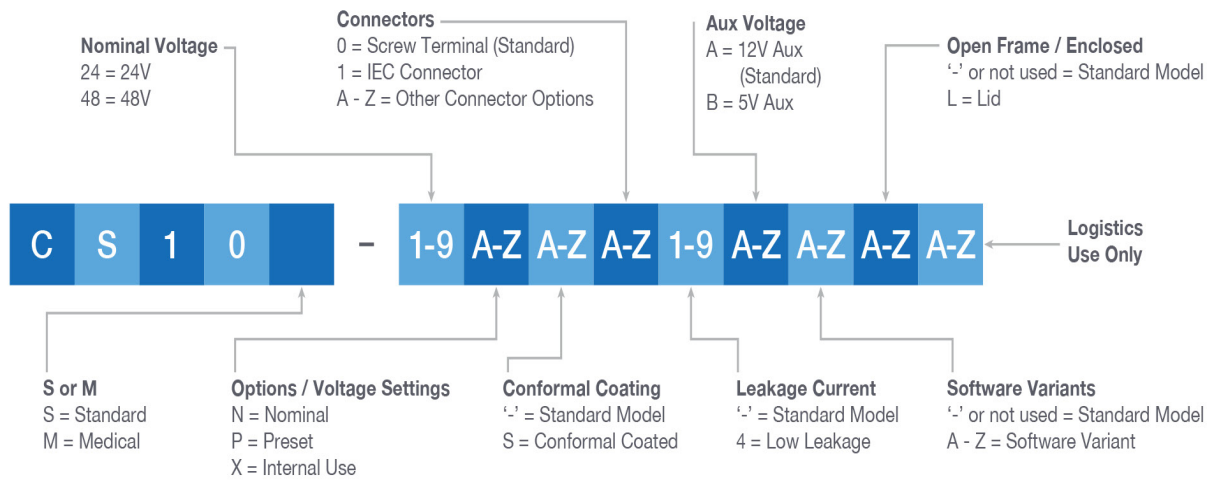 Nominal Voltage
24 = 24V
48 = 48V
Connectors
0 = Screw Terminal (Standard)
1 = IEC Connector
A - Z = Other Connector Options
Aux Voltage
A = 12V Aux
(Standard)
B = 5V Aux
Open Frame / Enclosed
‘-’ or not used = Standard Model
L = Lid
C S 1 0 - 1-9 A-Z A-Z A-Z 1-9 A-Z A-Z A-Z A-Z
Logistics
Use Only
S or M
S = Standard
M = Medical
Options / Voltage Settings
N = Nominal
P = Preset
X = Internal Use
Conformal Coating
‘-’ = Standard Model
S = Conformal Coated
Leakage Current
‘-’ = Standard Model
4 = Low Leakage
Software Variants
‘-’ or not used = Standard Model
A - Z = Software Variant